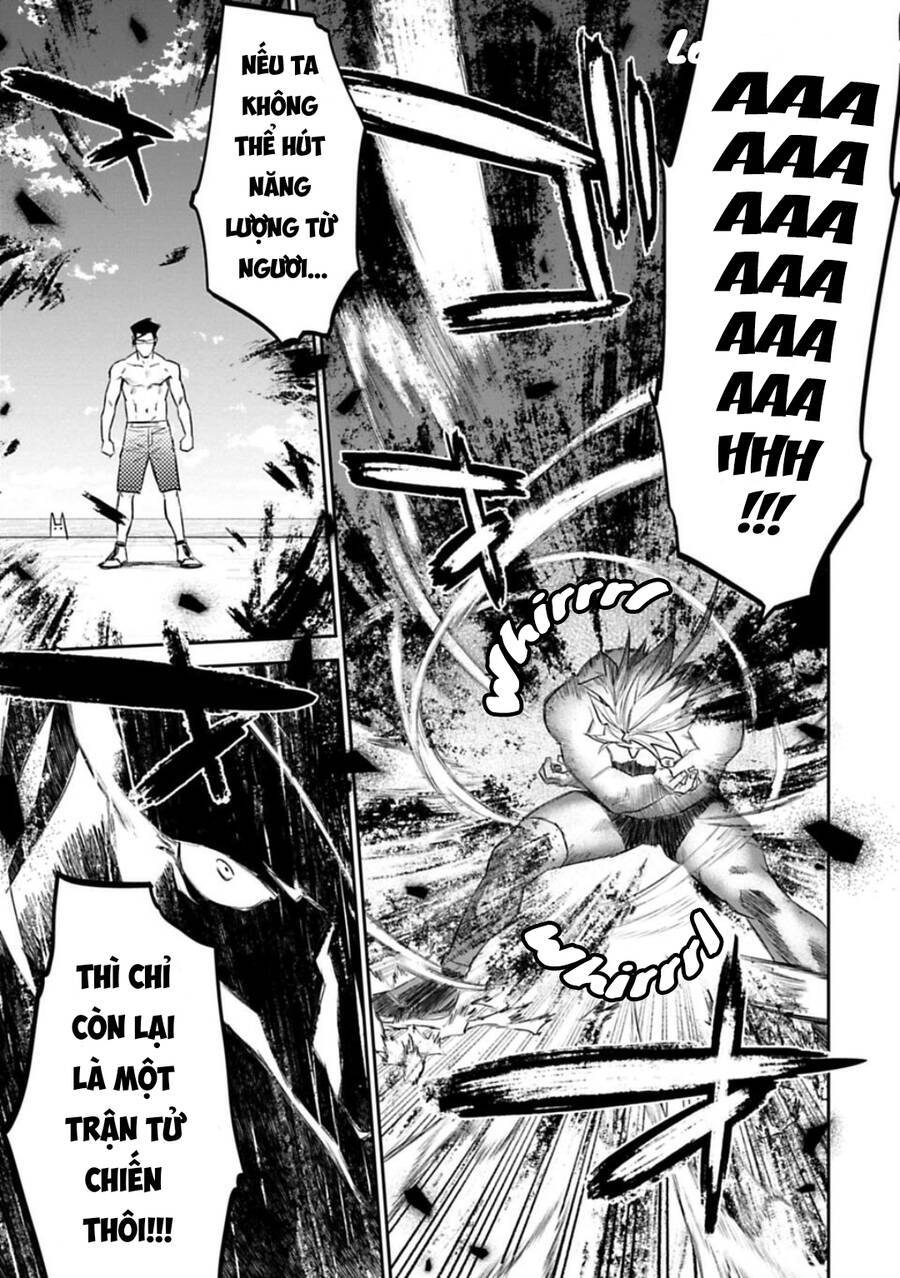 AAA
AAA
AAA
AAA
AAA
AAA
HHH
!!!
Whirrrl
Whirrrl
NẾU TA
KHÔNG
THỂ HÚT
NĂNG
LƯỢNG TỪ
NGƯƠI...
THÌ CHỈ
CÒN LẠI
LÀ MỘT
TRẬN TỬ
CHIẾN
THÔI!!!